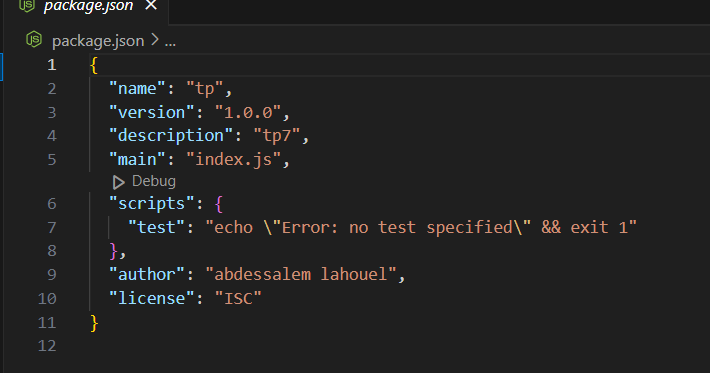 package.json ×
package.json > ...
1 {
2 "name": "tp",
3 "version": "1.0.0",
4 "description": "tp7",
5 "main": "index.js",
Debug
6 "scripts": {
7 "test": "echo \"Error: no test specified\" && exit 1"
8 },
9 "author": "abdessalem lahouel",
10 "license": "ISC"
11 }
12